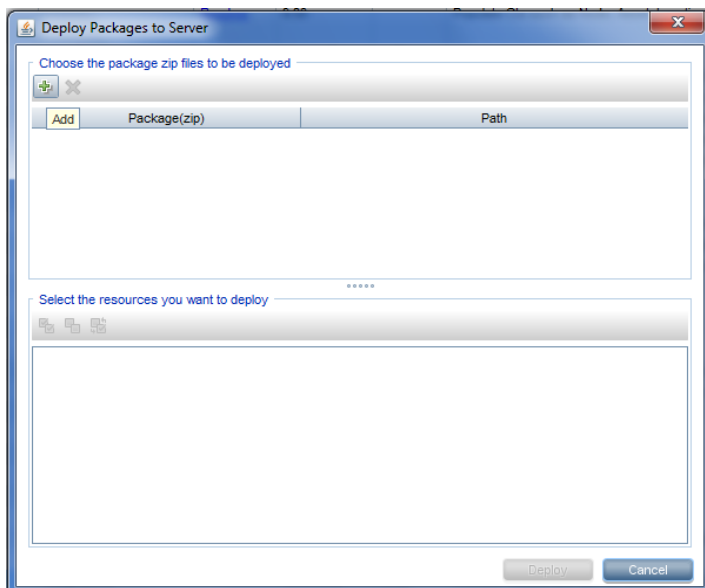 Deploy Packages to Server
Choose the package zip files to be deployed
Add
Package(zip) Path
Select the resources you want to deploy
Deploy Cancel